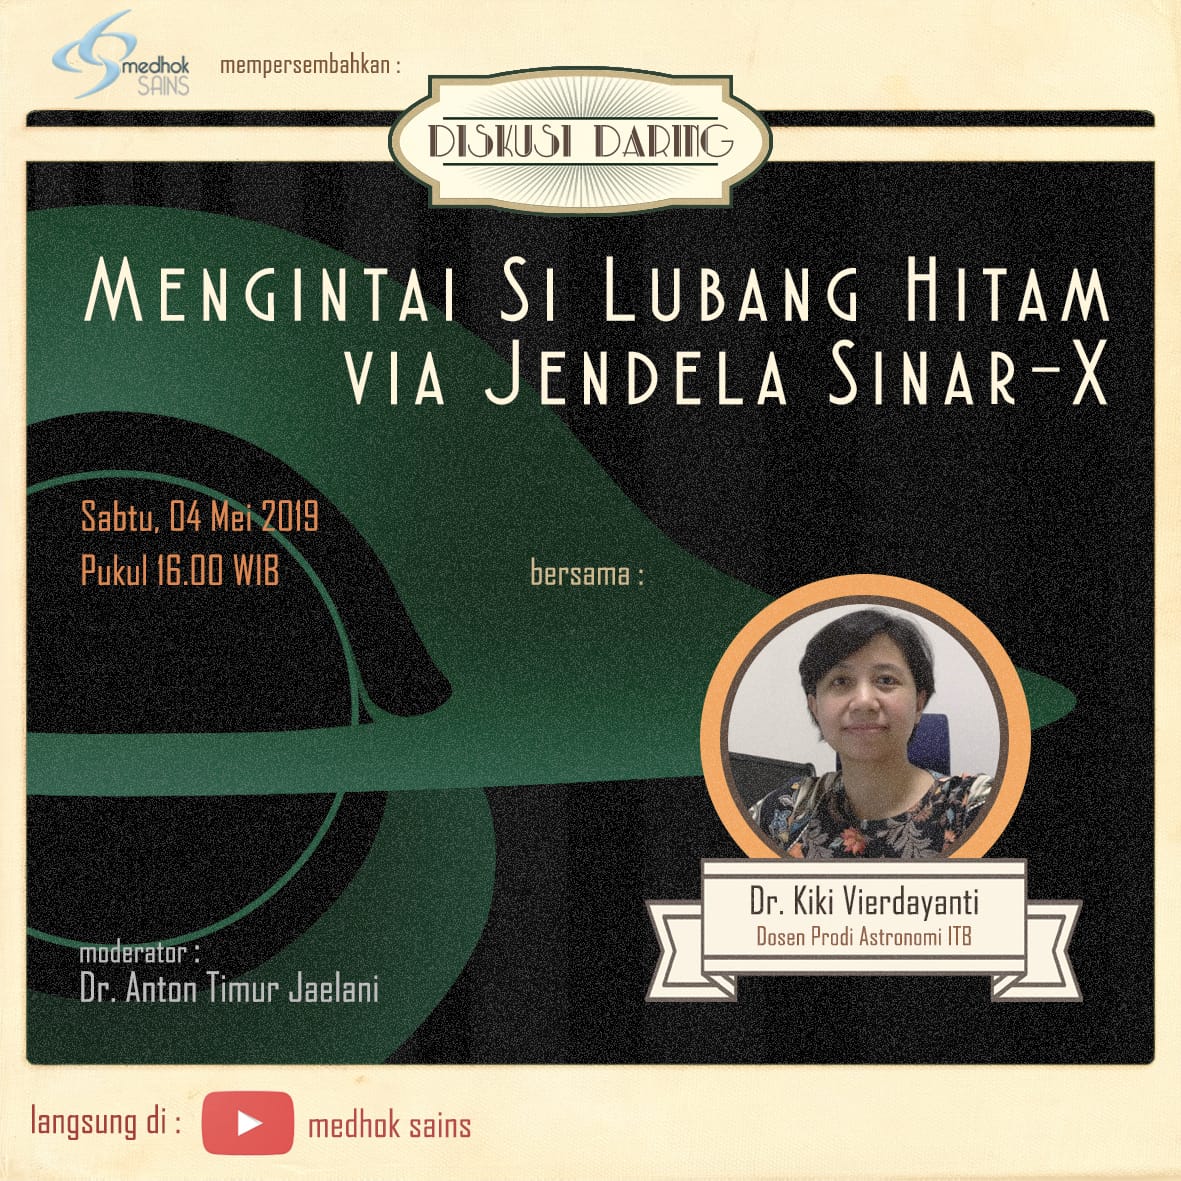 medhok
SAINS
mempersembahkan :
DISKUSI DARING
MENGINTAI SI LUBANG HITAM
VIA JENDELA SINAR-X
Sabtu, 04 Mei 2019
Pukul 16.00 WIB
bersama :
Dr. Kiki Vierdayanti
Dosen Prodi Astronomi ITB
moderator :
Dr. Anton Timur Jaelani
langsung di :
medhok sains